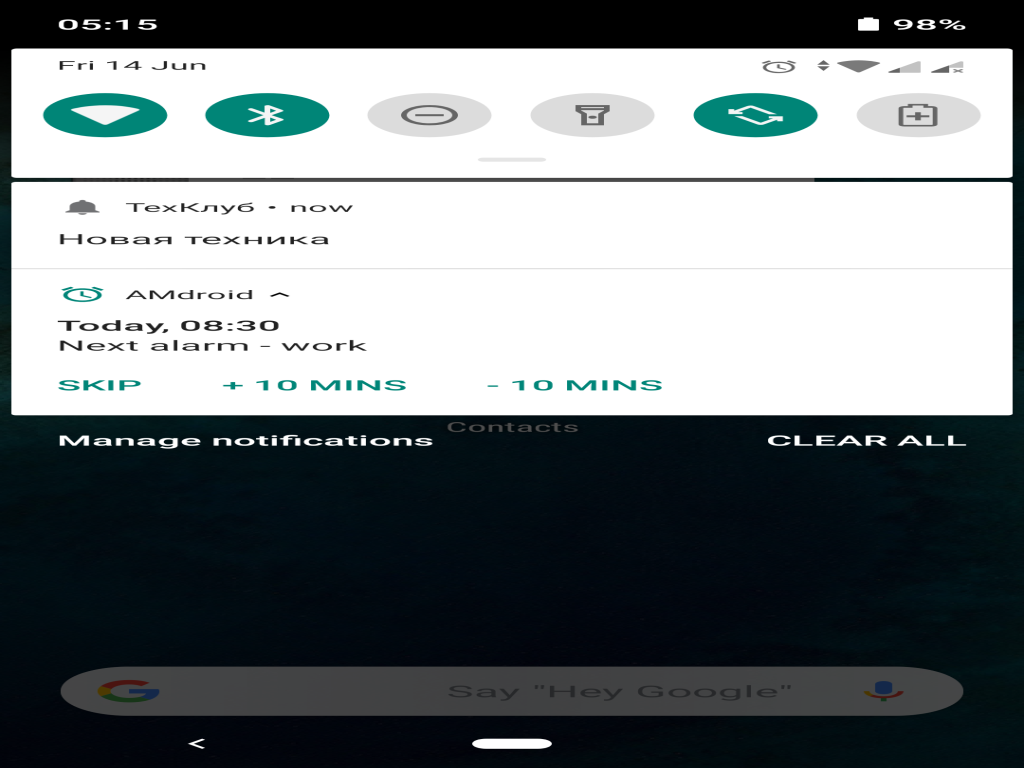 05:15 98%
Fri 14 Jun
ТехКлуб • now
Новая техника
AMdroid
Today, 08:30
Next alarm - work
SKIP + 10 MINS - 10 MINS
Contacts
Manage notifications CLEAR ALL
Say "Hey Google"